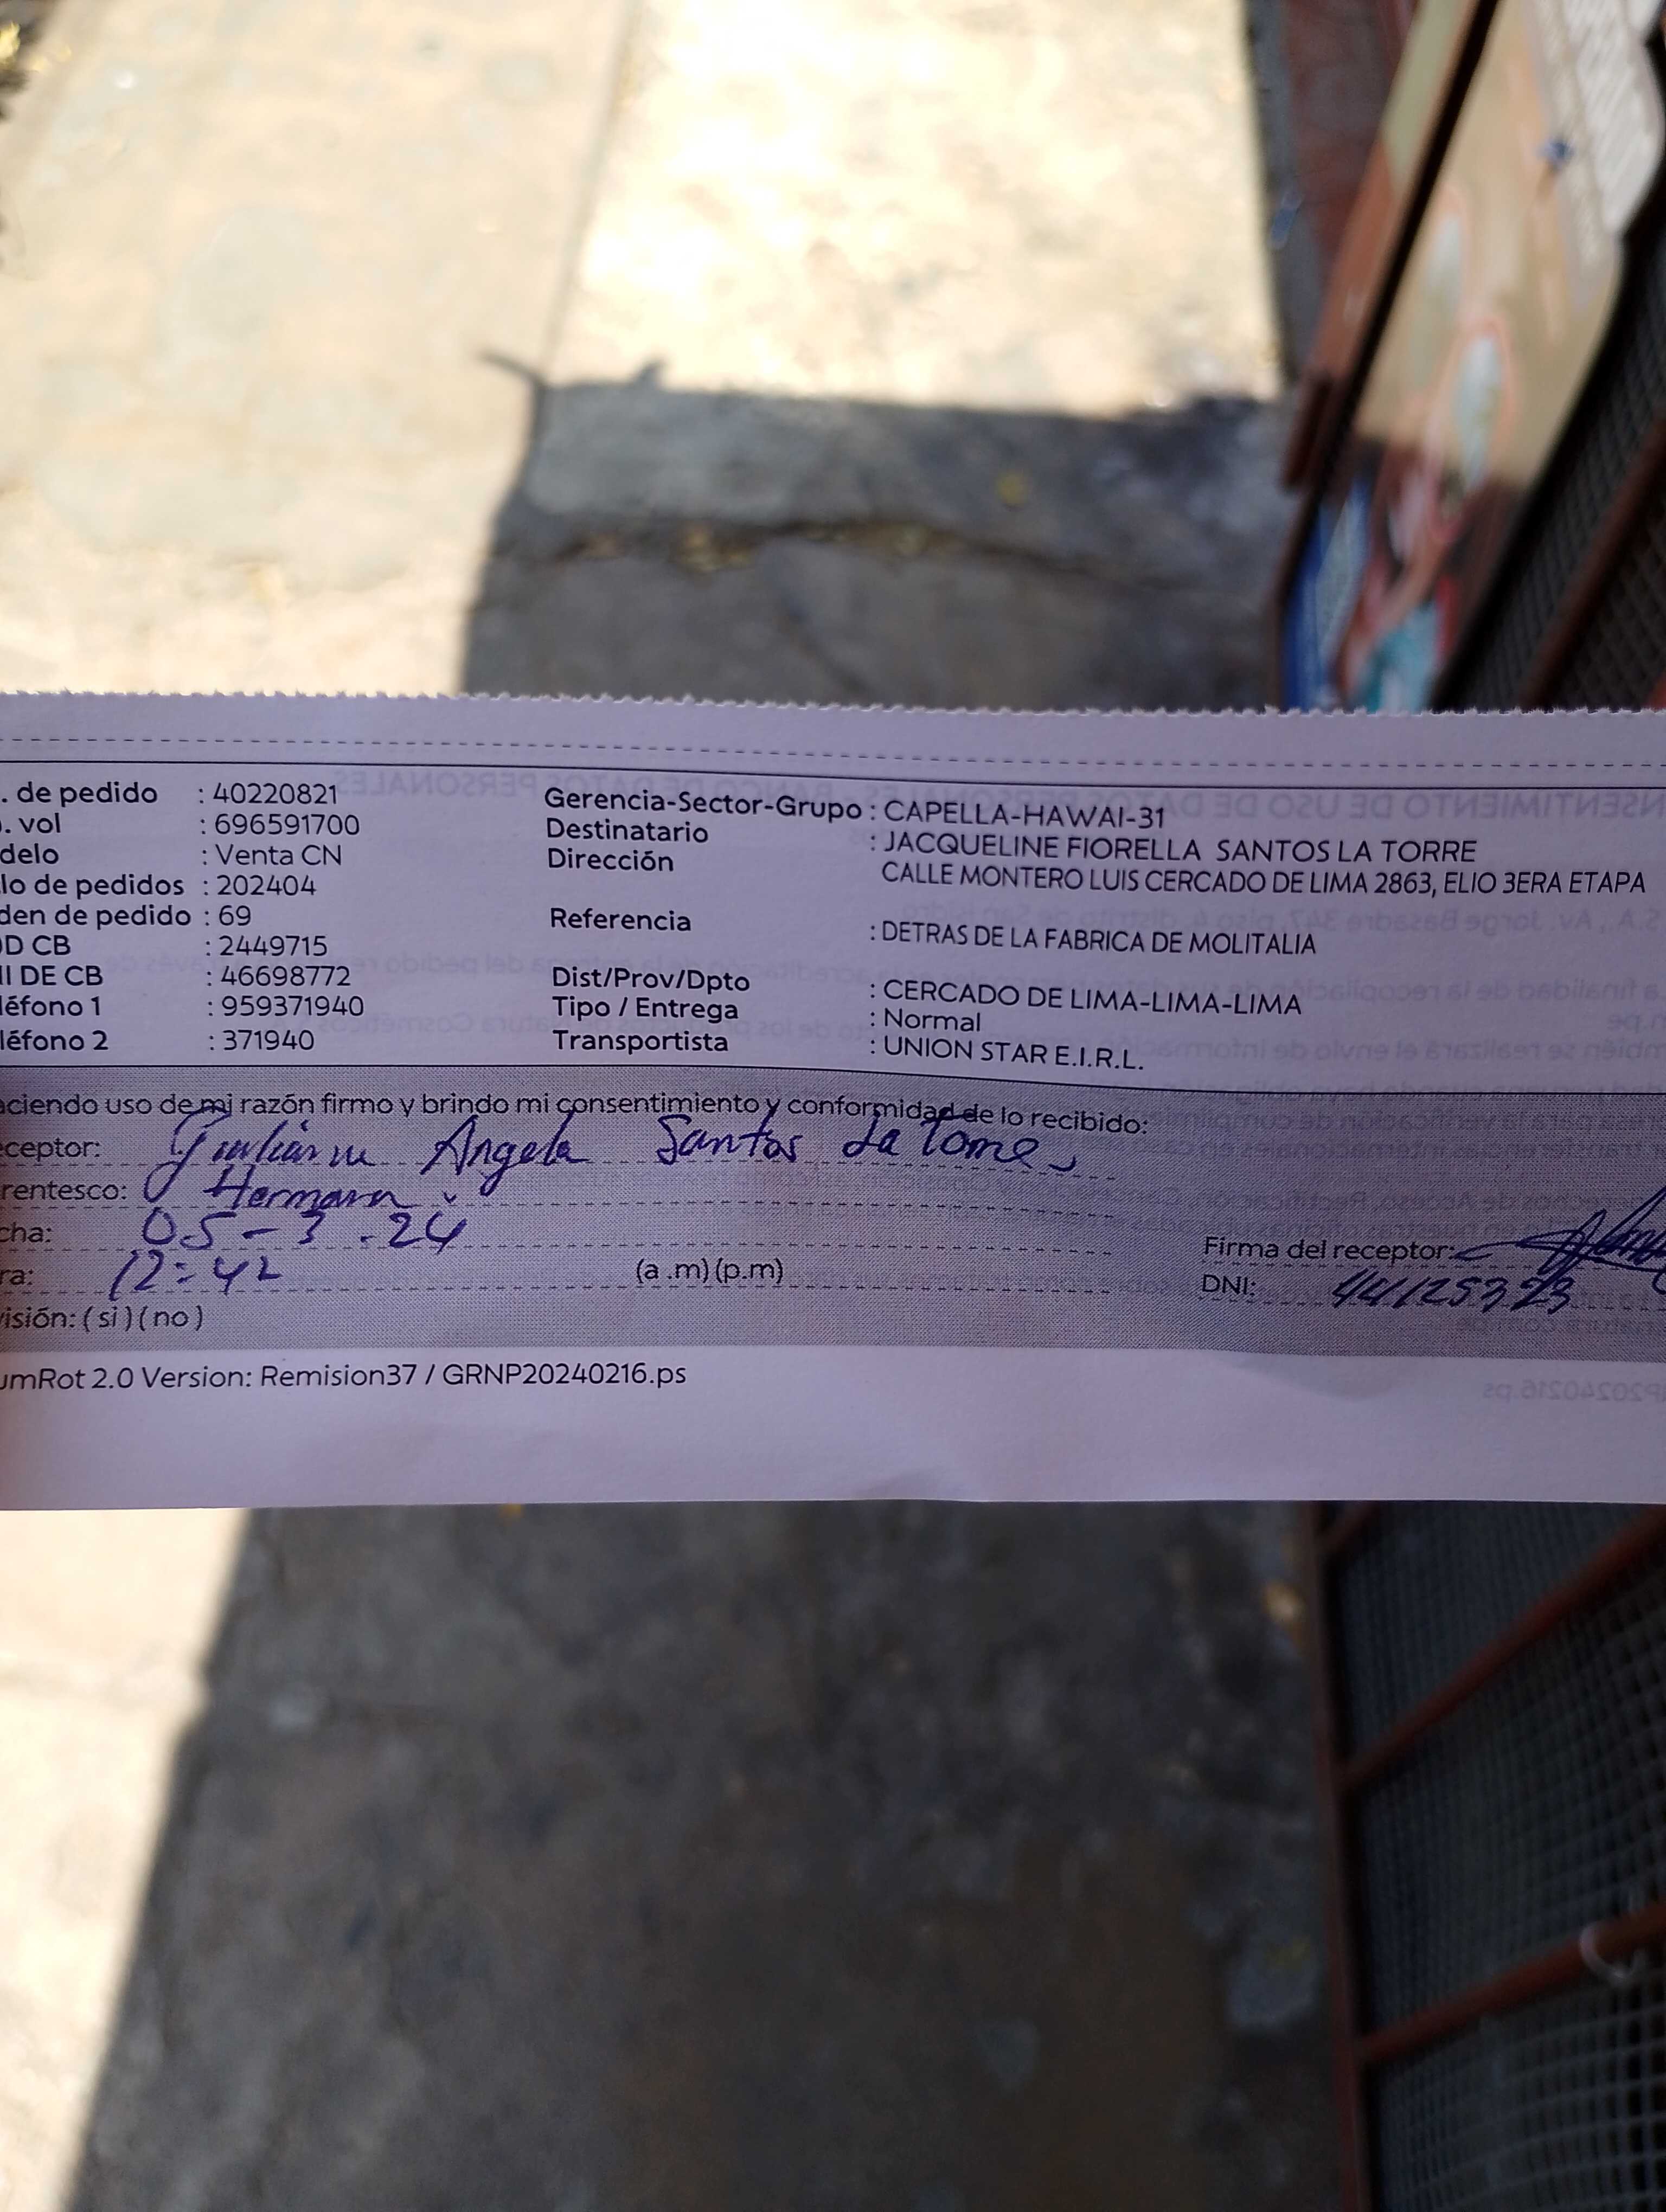 . de pedido : 40220821
. vol : 696591700
delo : Venta CN
lo de pedidos : 202404
den de pedido : 69
D CB : 2449715
I DE CB : 46698772
léfono 1 : 959371940
léfono 2 : 371940
Gerencia-Sector-Grupo : CAPELLA-HAWAI-31
Destinatario : JACQUELINE FIORELLA SANTOS LA TORRE
Dirección CALLE MONTERO LUIS CERCADO DE LIMA 2863, ELIO 3ERA ETAPA
Referencia : DETRAS DE LA FABRICA DE MOLITALIA
Dist/Prov/Dpto : CERCADO DE LIMA-LIMA-LIMA
Tipo / Entrega : Normal
Transportista : UNION STAR E.I.R.L.
aciendo uso de mi razón firmo y brindo mi consentimiento y conformidad de lo recibido:
ceptor: Angela Santos La Torre
rentesco: Hermana
cha: 05-3-24
ra: 12:42 (a .m) (p.m)
Firma del receptor:
DNI: 44125323
visión: ( si ) ( no )
umRot 2.0 Version: Remision37 / GRNP20240216.ps